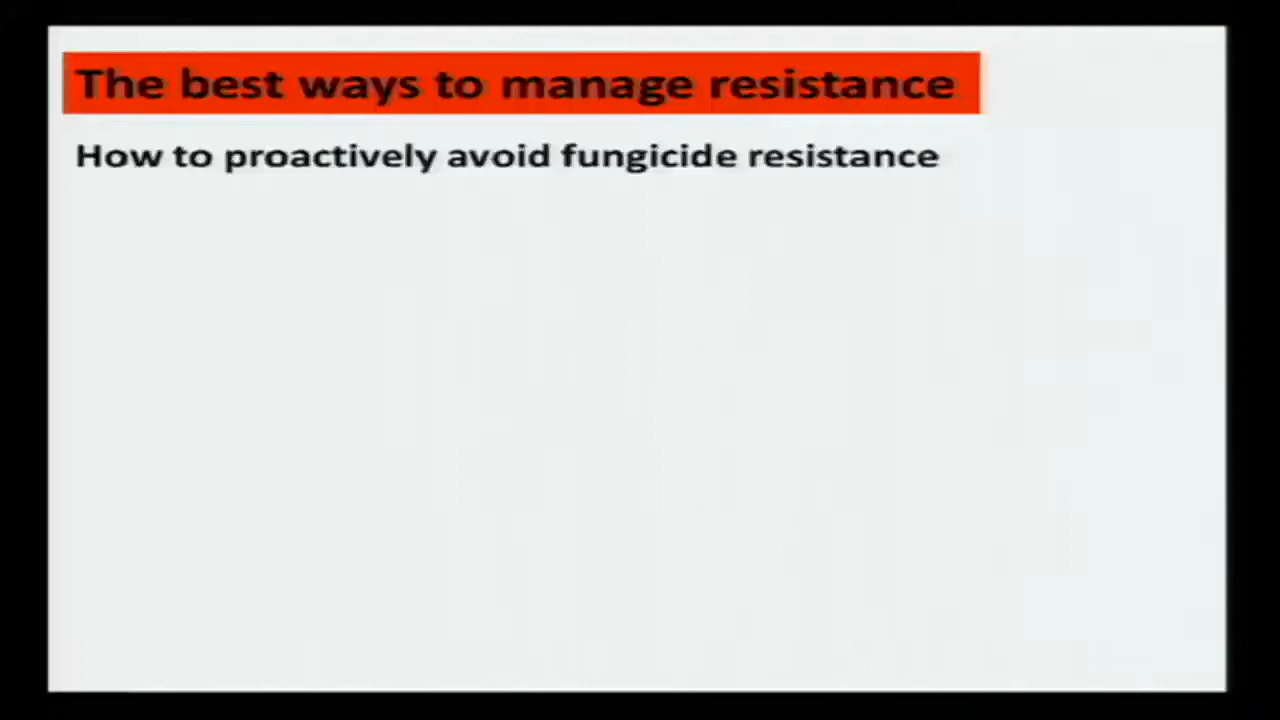 The best ways to manage resistance
How to proactively avoid fungicide resistance